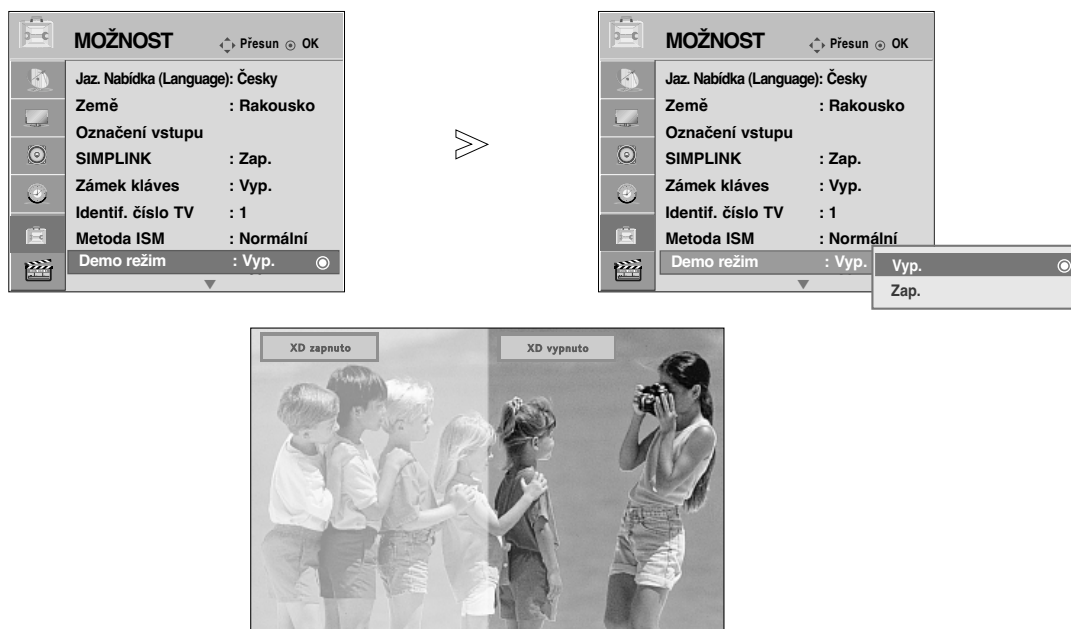 MOŽNOST Přesun OK
Jaz. Nabídka (Language): Česky
Země : Rakousko
Označení vstupu
SIMPLINK : Zap.
Zámek kláves : Vyp.
Identif. číslo TV : 1
Metoda ISM : Normální
Demo režim : Vyp.
MOŽNOST Přesun OK
Jaz. Nabídka (Language): Česky
Země : Rakousko
Označení vstupu
SIMPLINK : Zap.
Zámek kláves : Vyp.
Identif. číslo TV : 1
Metoda ISM : Normální
Demo režim : Vyp.
Vyp.
Zap.
XD zapnuto
XD vypnuto